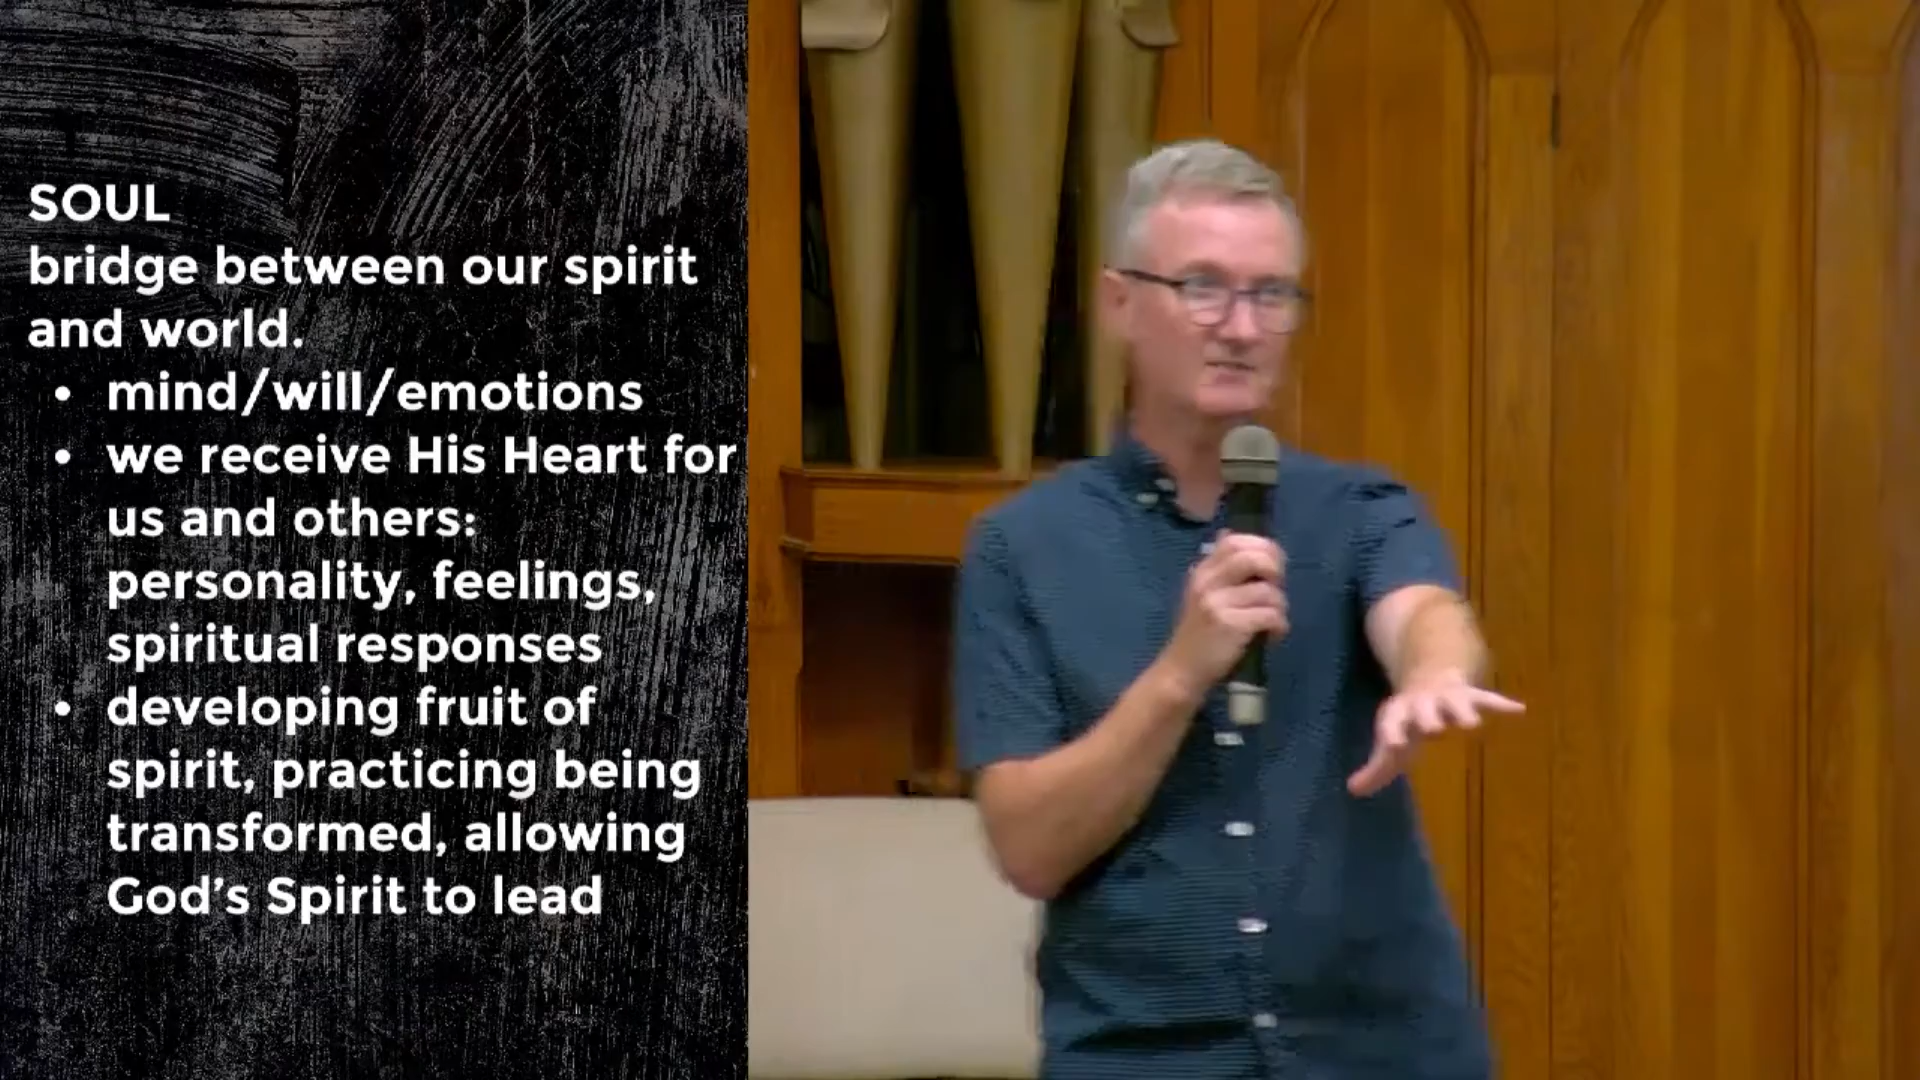 SOUL
bridge between our spirit
and world.
• mind/will/emotions
• we receive His Heart for
us and others:
personality, feelings,
spiritual responses
• developing fruit of
spirit, practicing being
transformed, allowing
God's Spirit to lead